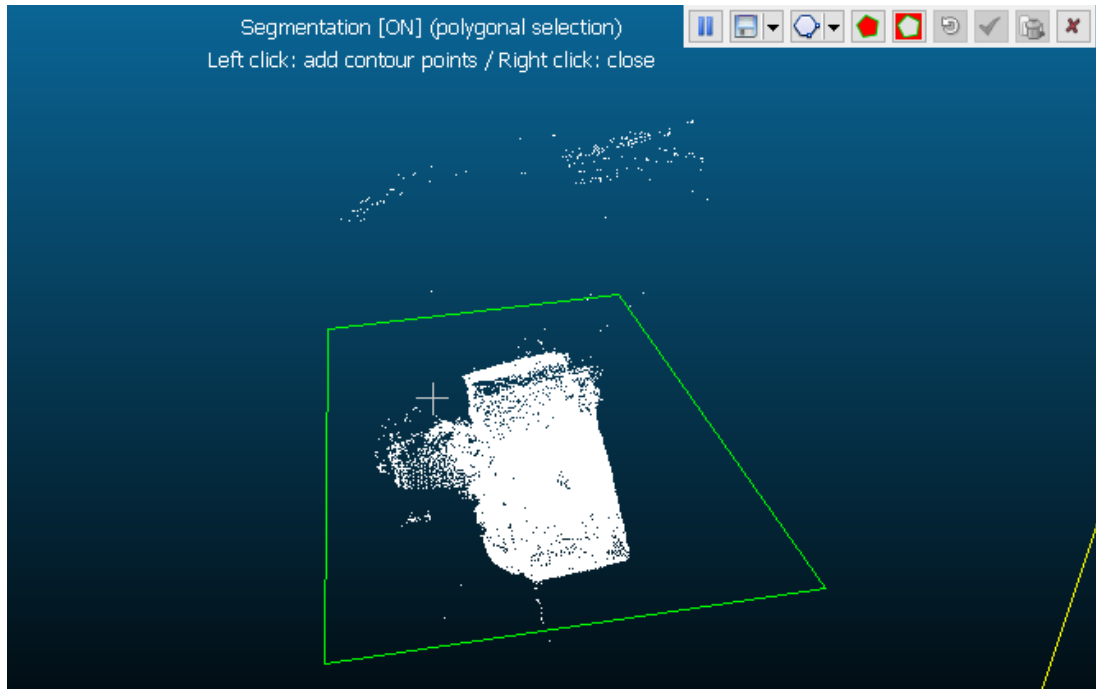 Segmentation [ON] (polygonal selection)
Left click: add contour points / Right click: close